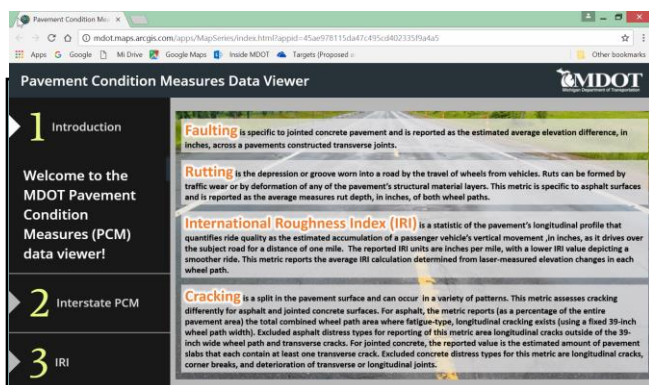 Pavement Condition Mea
mdot.maps.arcgis.com/apps/MapSeries/index.html?appid=45ae978115da47c495cd402335f9a4a5
Apps
Google
Mi Drive
Google Maps
Inside MDOT
Targets (Proposed
Other bookmarks
Pavement Condition Measures Data Viewer
MDOT
Michigan Department of Transportation
1 Introduction
Welcome to the
MDOT Pavement
Condition
Measures (PCM)
data viewer!
2 Interstate PCM
3 IRI
Faulting is specific to jointed concrete pavement and is reported as the estimated average elevation difference, in
inches, across a pavements constructed transverse joints.
Rutting is the depression or groove worn into a road by the travel of wheels from vehicles. Ruts can be formed by
traffic wear or by deformation of any of the pavement's structural material layers. This metric is specific to asphalt surfaces
and is reported as the average measures rut depth, in inches, of both wheel paths.
International Roughness Index (IRI) is a statistic of the pavement's longitudinal profile that
quantifies ride quality as the estimated accumulation of a passenger vehicle's vertical movement ,in inches, as it drives over
the subject road for a distance of one mile. The reported IRI units are inches per mile, with a lower IRI value depicting a
smoother ride. This metric reports the average IRI calculation determined from laser-measured elevation changes in each
wheel path.
Cracking is a split in the pavement surface and can occur in a variety of patterns. This metric assesses cracking
differently for asphalt and jointed concrete surfaces. For asphalt, the metric reports (as a percentage of the entire
pavement area) the total combined wheel path area where fatigue-type, longitudinal cracking exists (using a fixed 39-inch
wheel path width). Excluded asphalt distress types for reporting of this metric area longitudinal cracks outside of the 39-
inch wide wheel path and transverse cracks. For jointed concrete, the reported value is the estimated amount of pavement
slabs that each contain at least one transverse crack. Excluded concrete distress types for this metric are longitudinal cracks,
corner breaks, and deterioration of transverse or longitudinal joints.